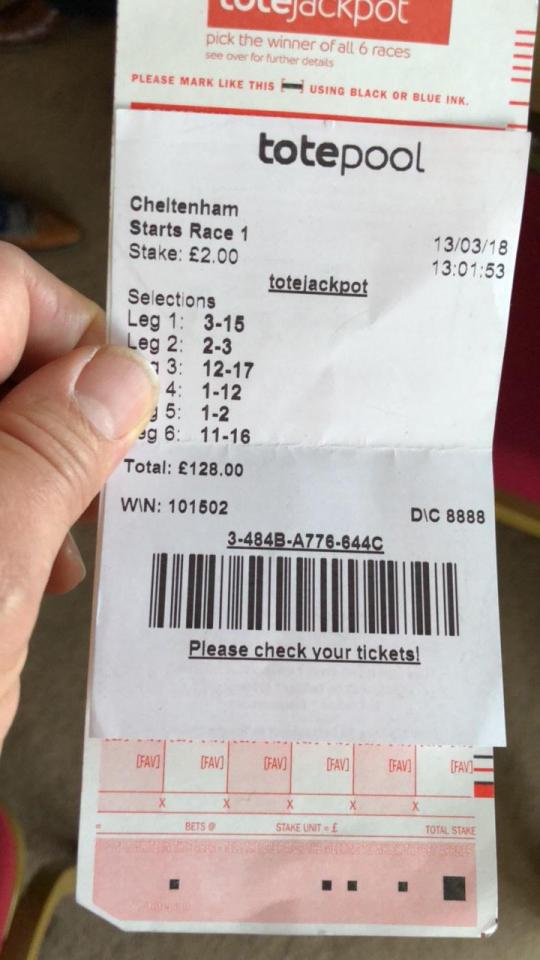 totejackpot
pick the winner of all 6 races
see over for further details
PLEASE MARK LIKE THIS [━] USING BLACK OR BLUE INK.
totepool
Cheltenham
Starts Race 1 13/03/18
Stake: £2.00 13:01:53
totejackpot
Selections
Leg 1: 3-15
Leg 2: 2-3
g 3: 12-17
4: 1-12
g 5: 1-2
eg 6: 11-16
Total: £128.00
W\N: 101502 D\C 8888
3-484B-A776-644C
Please check your tickets!
[FAV] [FAV] [FAV] [FAV] [FAV] [FAV]
X X X X X
= BETS @ STAKE UNIT = £ TOTAL STAKE